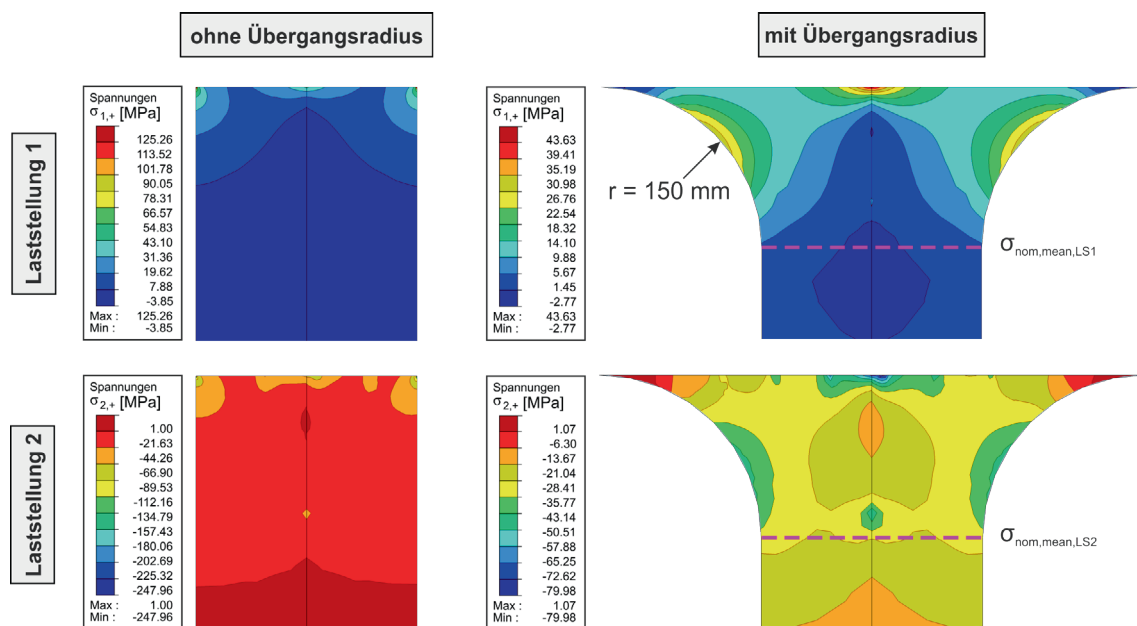 ohne Übergangsradius
mit Übergangsradius
Laststellung 1
Spannungen
σ1,+ [MPa]
125.26
113.52
101.78
90.05
78.31
66.57
54.83
43.10
31.36
19.62
7.88
-3.85
Max : 125.26
Min : -3.85
Spannungen
σ1,+ [MPa]
43.63
39.41
35.19
30.98
26.76
22.54
18.32
14.10
9.88
5.67
1.45
-2.77
Max : 43.63
Min : -2.77
r = 150 mm
σnom,mean,LS1
Laststellung 2
Spannungen
σ2,+ [MPa]
1.00
-21.63
-44.26
-66.90
-89.53
-112.16
-134.79
-157.43
-180.06
-202.69
-225.32
-247.96
Max : 1.00
Min : -247.96
Spannungen
σ2,+ [MPa]
1.07
-6.30
-13.67
-21.04
-28.41
-35.77
-43.14
-50.51
-57.88
-65.25
-72.62
-79.98
Max : 1.07
Min : -79.98
σnom,mean,LS2